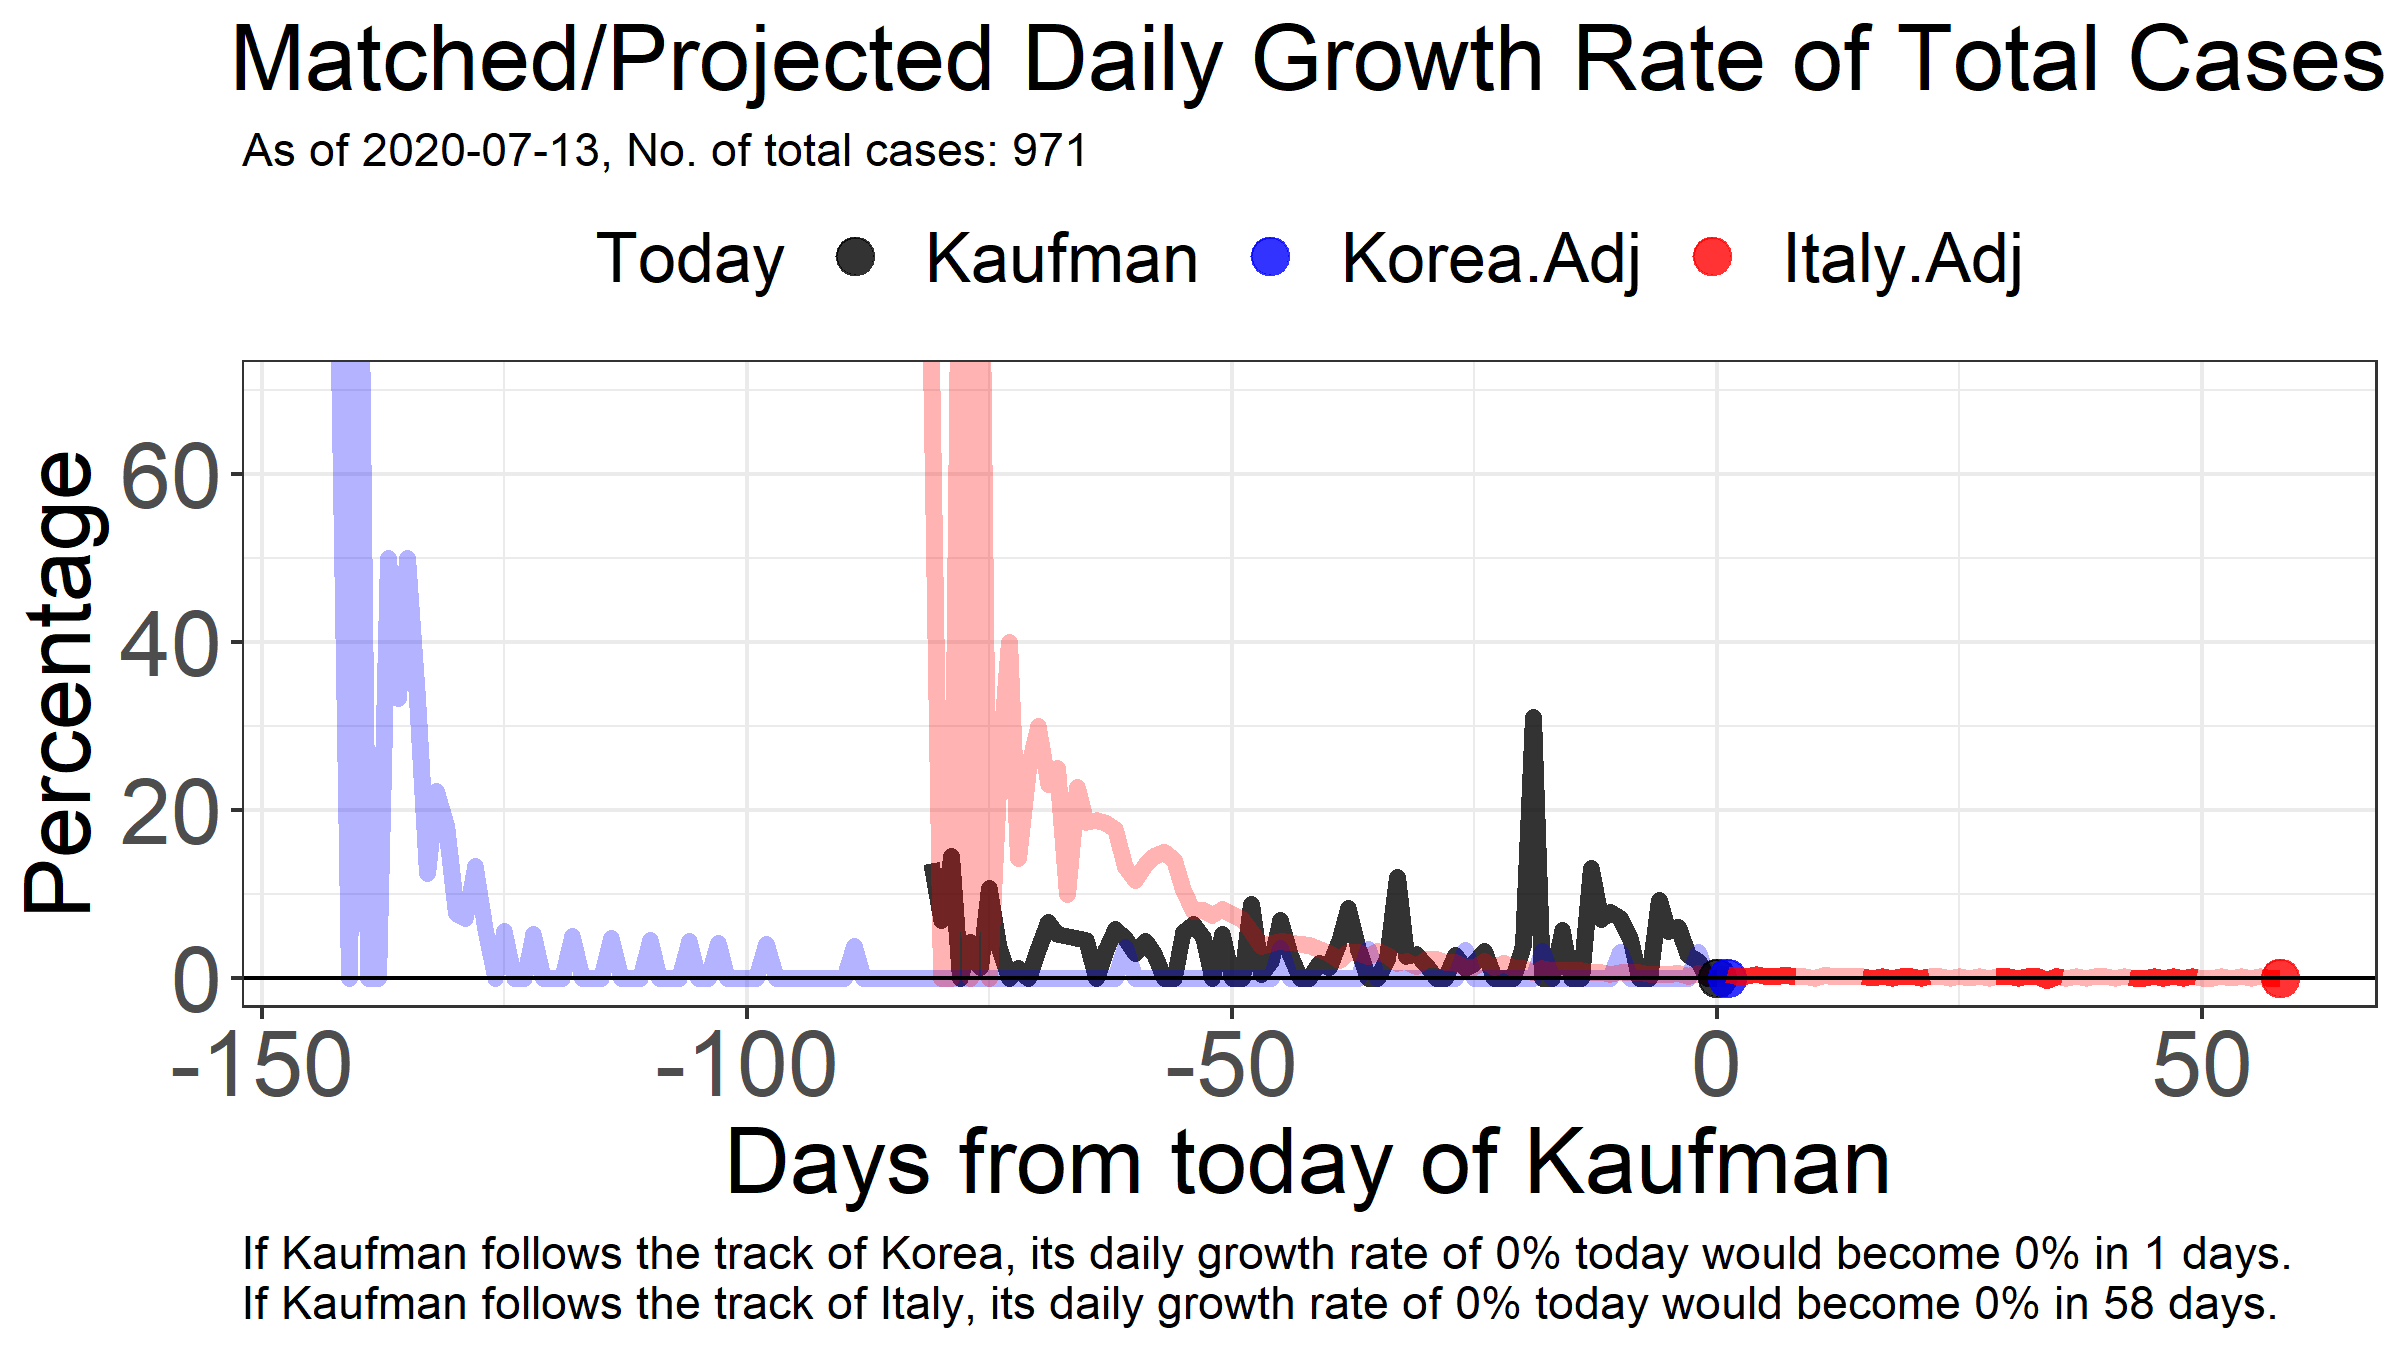 Matched/Projected Daily Growth Rate of Total Cases
As of 2020-07-13, No. of total cases: 971
Today Kaufman Korea.Adj Italy.Adj
Percentage
60
40
20
0
-150 -100 -50 0 50
Days from today of Kaufman
If Kaufman follows the track of Korea, its daily growth rate of 0% today would become 0% in 1 days.
If Kaufman follows the track of Italy, its daily growth rate of 0% today would become 0% in 58 days.